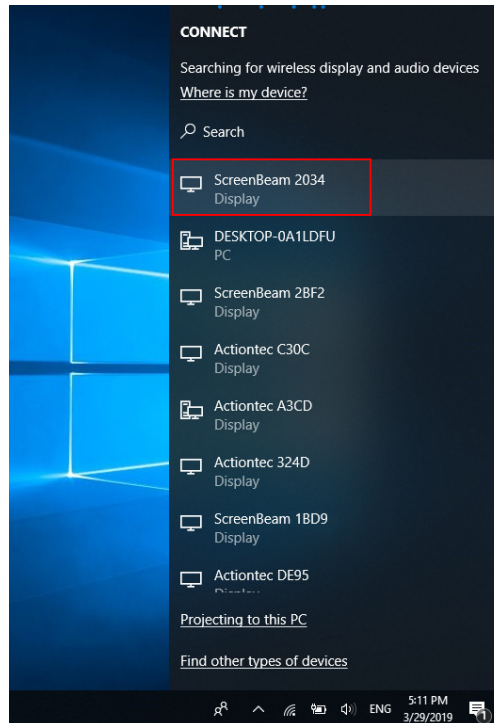 CONNECT
Searching for wireless display and audio devices
Where is my device?
Search
ScreenBeam 2034
Display
DESKTOP-0A1LDFU
PC
ScreenBeam 2BF2
Display
Actiontec C30C
Display
Actiontec A3CD
Display
Actiontec 324D
Display
ScreenBeam 1BD9
Display
Actiontec DE95
Projecting to this PC
Find other types of devices
ENG
5:11 PM
3/29/2019